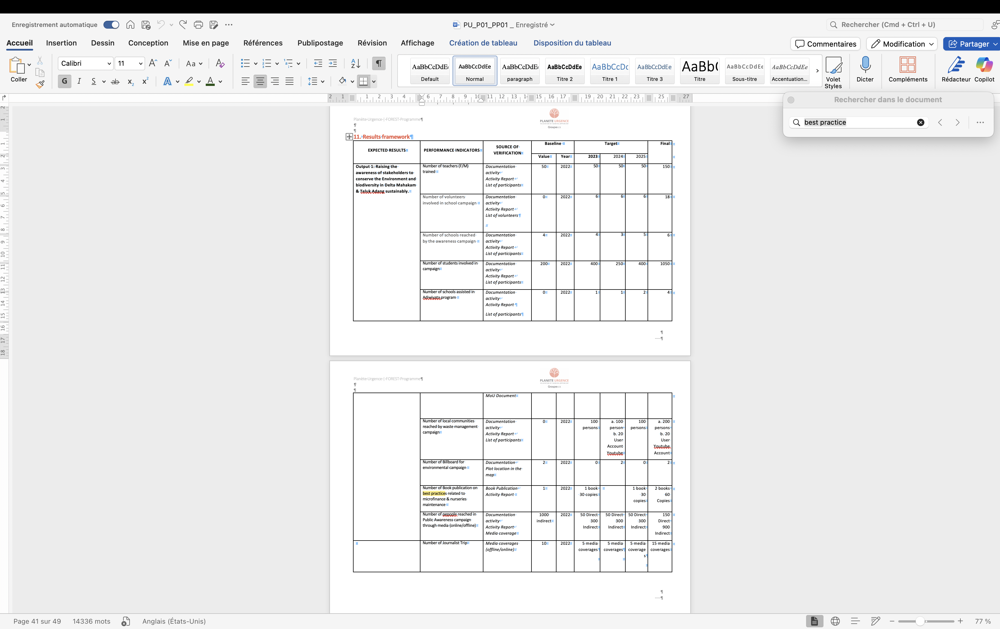 Enregistrement automatique
PU_P01_PP01 _ Enregistré
Rechercher (Cmd + Ctrl + U)
Accueil Insertion Dessin Conception Mise en page Références Publipostage Révision Affichage Création de tableau Disposition du tableau
Commentaires Modification Partager
Coller
Calibri 11
AaBbCcDdEe Default
AaBbCcDdEe Normal
AaBbCcDdEe paragraph
AaBbCcDdEe Titre 2
AaBbCcDc Titre 1
AaBbCcDdEe Titre 3
AaBb( Titre
AaBbCcDdEe Sous-titre
AaBbCcDdEe Accentuation...
Volet Styles
Dicter
Compléments
Rédacteur
Copilot
Rechercher dans le document
best practice
Planète Urgence | FOREST Programme
PLANETE URGENCE
Groupe SOS
11. Results framework
EXPECTED RESULTS PERFORMANCE INDICATORS SOURCE OF VERIFICATION Baseline Target Final
Value Year 2023 2024 2025
Output 1: Raising the
awareness of stakeholders to
conserve the Environment and
biodiversity in Delta Mahakam
& Teluk Adang sustainably.
Number of teachers (F/M)
trained
Documentation
activity
Activity Report
List of participants
50 2022 50 50 50 150
Number of volunteers
involved in school campaign
Documentation
activity
Activity Report
List of volunteers
0 2022 6 6 6 18
Number of schools reached
by the awareness campaign
Documentation
activity
Activity Report
List of participants
4 2022 4 3 5 6
Number of students involved in
campaign
Documentation
activity
Activity Report
List of participants
200 2022 400 250 400 1050
Number of schools assisted in
Adiwiyata program
Documentation
activity
Activity Report
List of participants
0 2022 1 1 2 4
Planète Urgence | FOREST Programme
PLANETE URGENCE
Groupe SOS
MoU Document
Number of local communities
reached by waste management
campaign
Documentation
activity
Activity Report
List of participants
0 2022
100
persons
a. 100
person
b. 20
User
Account
Youtube
100
persons
a. 200
persons
b. 20
User
Youtube
Account
Number of Billboard for
environmental campaign
Documentation
Plot location in the
map
2 2022 0 2 0 2
Number of Book publication on
best practices related to
microfinance & nurseries
maintenance
Book Publication
Activity Report
1 2022
1 book
30 copies
1 book
30
copies
2 books
60
Copies
Number of pepople reached in
Public Awareness campaign
through media (online/offline)
Documentation
activity
Activity Report
Media coverage
1000
indirect
2022
50 Direct
300
Indirect
50 Direct
300
Indirect
50 Direct
300
Indirect
150
Direct
900
Indirect
Number of Journalist Trip
Media coverages
(offline/online)
10 2022
5 media
coverages
5 media
coverages
5 media
coverage
s
15 media
coverages
Page 41 sur 49 14336 mots Anglais (États-Unis) 77 %